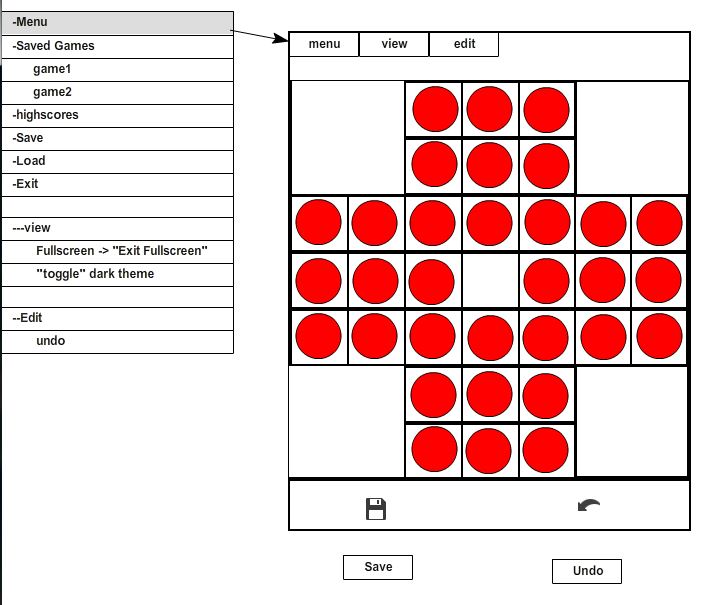 -Menu
-Saved Games
game1
game2
-highscores
-Save
-Load
-Exit
---view
Fullscreen -> "Exit Fullscreen"
"toggle" dark theme
--Edit
undo
menu view edit
Save Undo